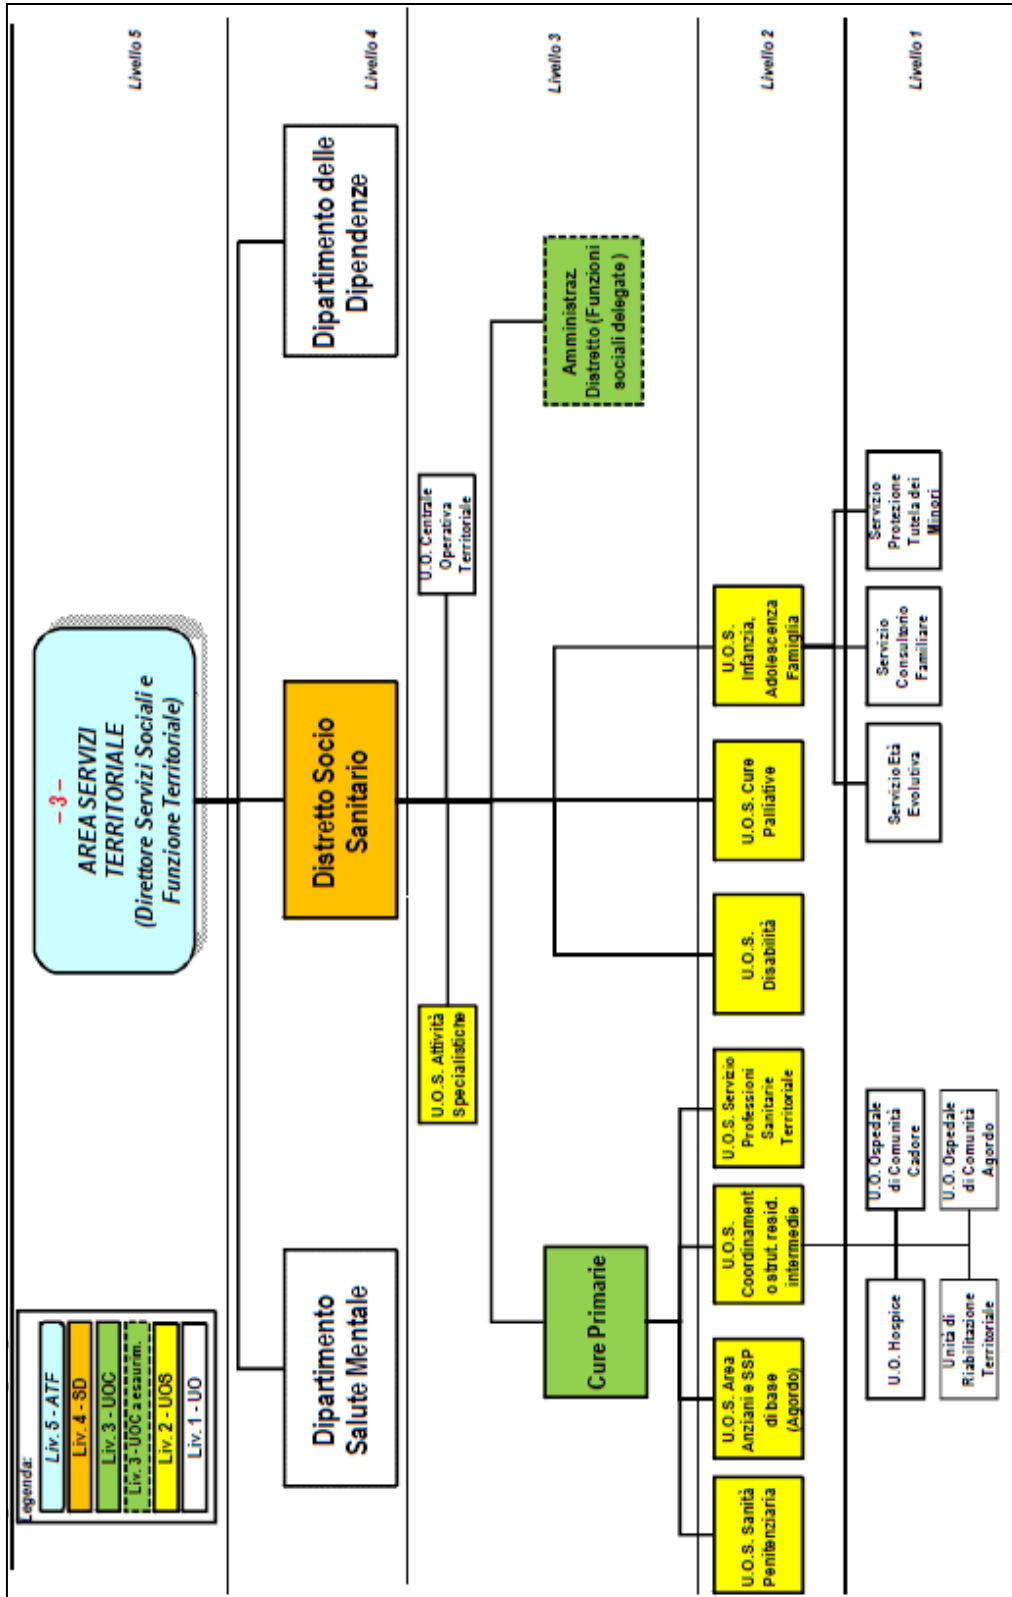 Legenda:
Liv. 5 - ATF
Liv. 4 - SD
Liv. 3 - UOC
Liv. 3 - UOC a esaurim.
Liv. 2 - UOS
Liv. 1 - UO
– 3 –
AREA SERVIZI
TERRITORIALE
(Direttore Servizi Sociali e
Funzione Territoriale)
Livello 5
Dipartimento
Salute Mentale
Distretto Socio
Sanitario
Dipartimento delle
Dipendenze
Livello 4
U.O.S. Attività
Specialistiche
U.O. Centrale
Operativa
Territoriale
Cure Primarie
Amministraz.
Distretto (Funzioni
sociali delegate)
Livello 3
U.O.S. Sanità
Penitenziaria
U.O.S. Area
Anziani e SSP
di base
(Agordo)
U.O.S.
Coordinament
o strut. resid.
intermedie
U.O.S. Servizio
Professioni
Sanitarie
Territoriale
U.O.S.
Disabilità
U.O.S. Cure
Palliative
U.O.S.
Infanzia,
Adolescenza
Famiglia
Livello 2
U.O. Hospice
U.O. Ospedale
di Comunità
Cadore
Unità di
Riabilitazione
Territoriale
U.O. Ospedale
di Comunità
Agordo
Servizio Età
Evolutiva
Servizio
Consultorio
Familiare
Servizio
Protezione
Tutela dei
Minori
Livello 1